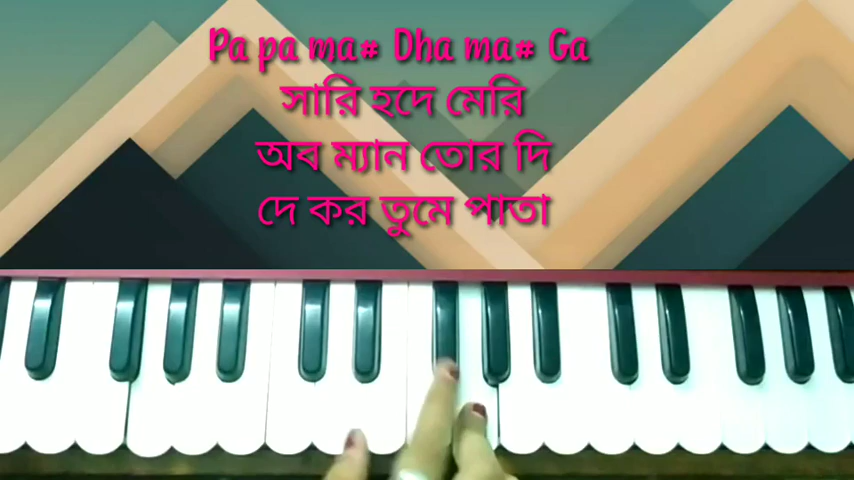 Pa pa ma# Dha ma# Ga
সারি হদে মেরি
অব ম্যান তোর দি
দে কর তুমে পাতা